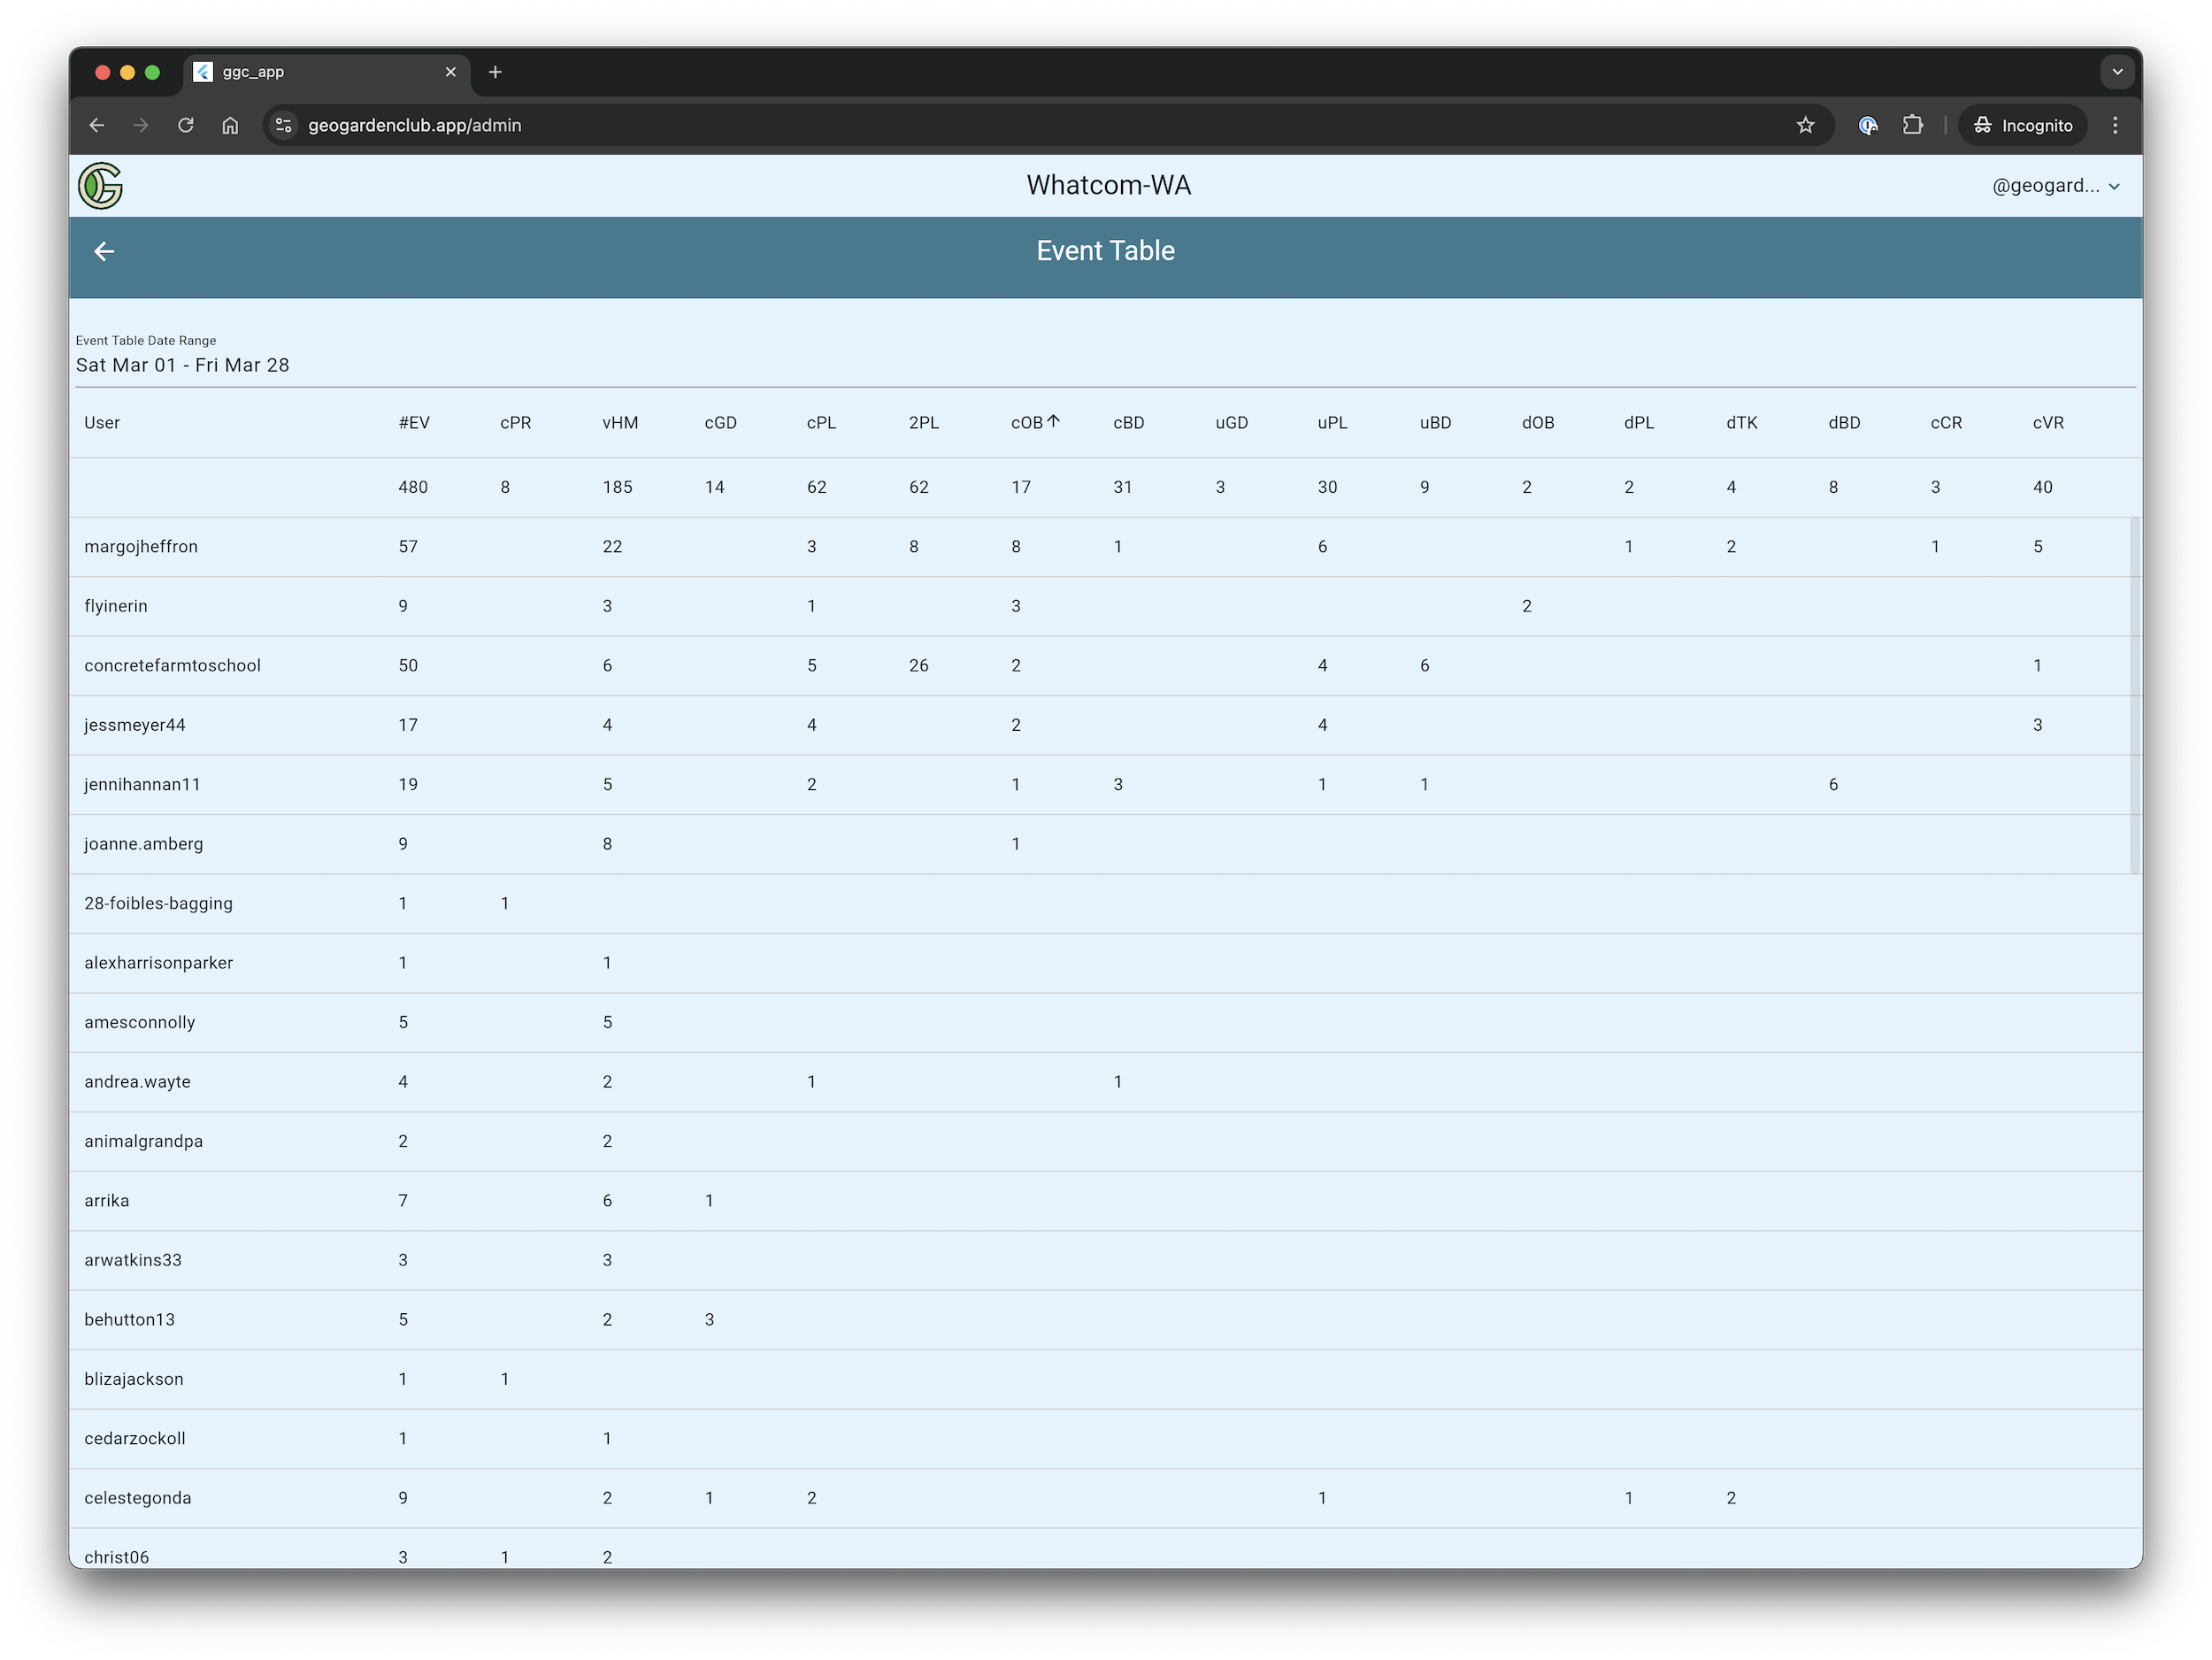 ggc_app
geogardenclub.app/admin
Incognito
Whatcom-WA
@geogard...
Event Table
Event Table Date Range
Sat Mar 01 - Fri Mar 28
User #EV cPR vHM cGD cPL 2PL cOB cBD uGD uPL uBD dOB dPL dTK dBD cCR cVR
480 8 185 14 62 62 17 31 3 30 9 2 2 4 8 3 40
margojheffron 57 22 3 8 8 1 6 1 2 1 5
flyinerin 9 3 1 3 2
concretefarmtoschool 50 6 5 26 2 4 6 1
jessmeyer44 17 4 4 2 4 3
jennihannan11 19 5 2 1 3 1 1 6
joanne.amberg 9 8 1
28-foibles-bagging 1 1
alexharrisonparker 1 1
amesconnolly 5 5
andrea.wayte 4 2 1 1
animalgrandpa 2 2
arrika 7 6 1
arwatkins33 3 3
behutton13 5 2 3
blizajackson 1 1
cedarzockoll 1 1
celestegonda 9 2 1 2 1 1 2
christ06 3 1 2